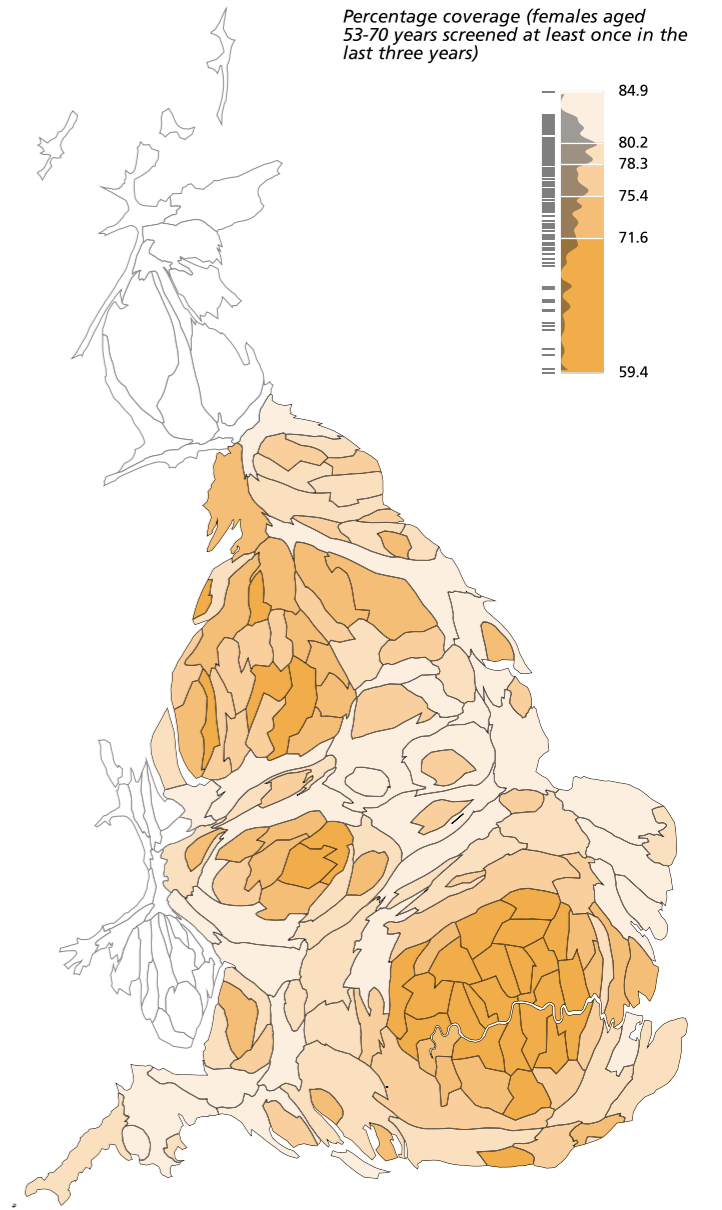 Percentage coverage (females aged
53-70 years screened at least once in the
last three years)
84.9
80.2
78.3
75.4
71.6
59.4